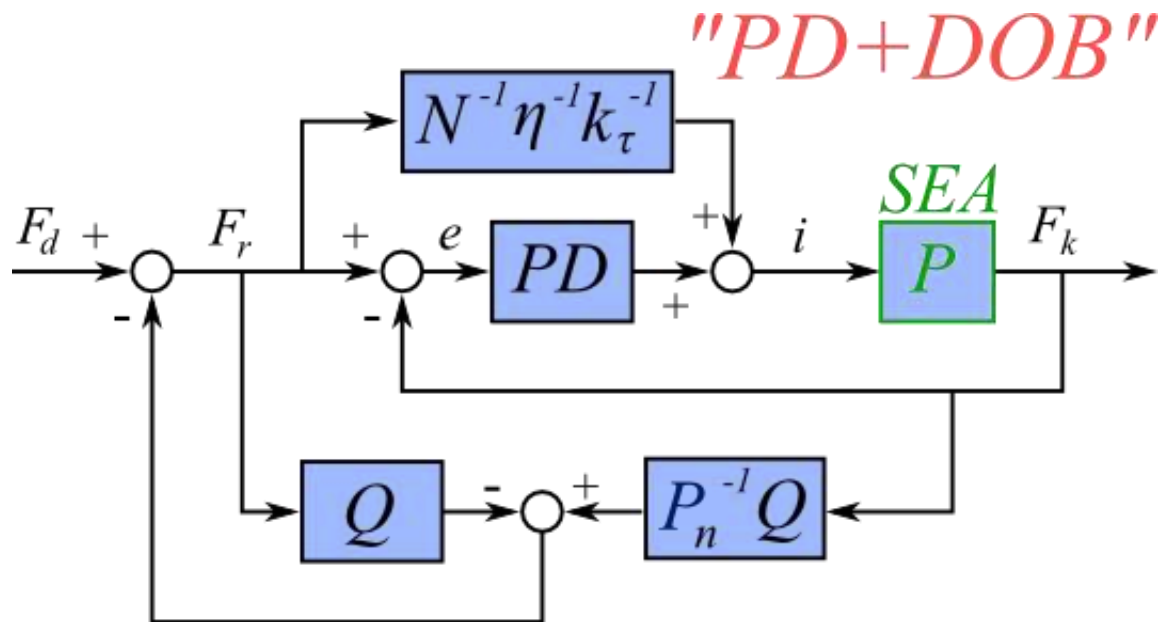 "PD+DOB"
N⁻¹η⁻¹k_τ⁻¹
SEA
F_d + F_r + e PD + + i P F_k
- -
Q - + P_n⁻¹Q